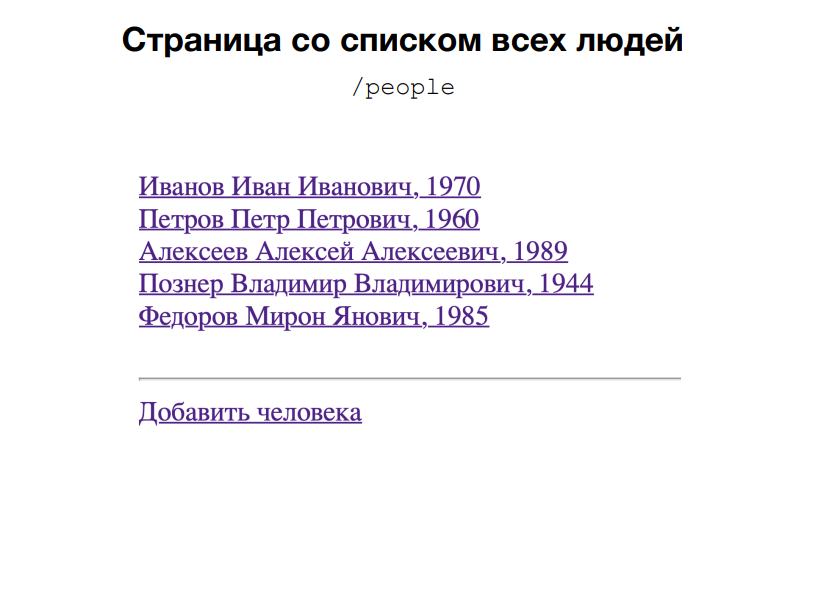 Страница со списком всех людей
/people
Иванов Иван Иванович, 1970
Петров Петр Петрович, 1960
Алексеев Алексей Алексеевич, 1989
Познер Владимир Владимирович, 1944
Федоров Мирон Янович, 1985
Добавить человека